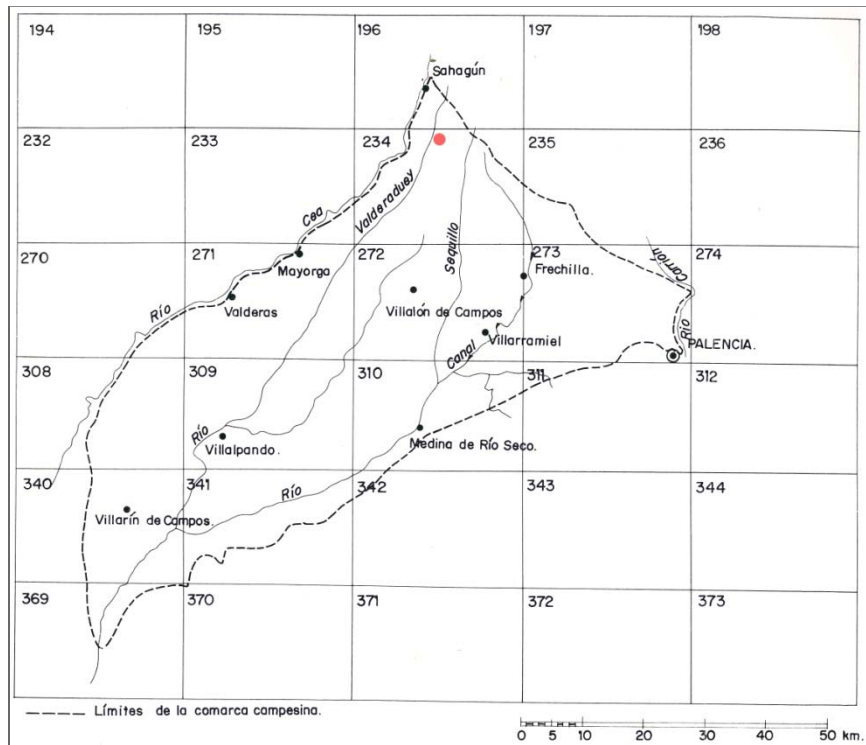 194 195 196 197 198
Sahagún
232 233 234 235 236
Cea
Valderaduey
Sequillo
270 271 272 273 274
Carrión
Mayorga
Frechilla.
Río
Valderas
Villalón de Campos
Río
Villarramiel
Canal
PALENCIA.
308 309 310 311 312
Río
Villalpando.
Medina de Río Seco.
340 341 342 343 344
Río
Villarín de Campos.
369 370 371 372 373
Límites de la comarca campesina.
0 5 10 20 30 40 50 km.